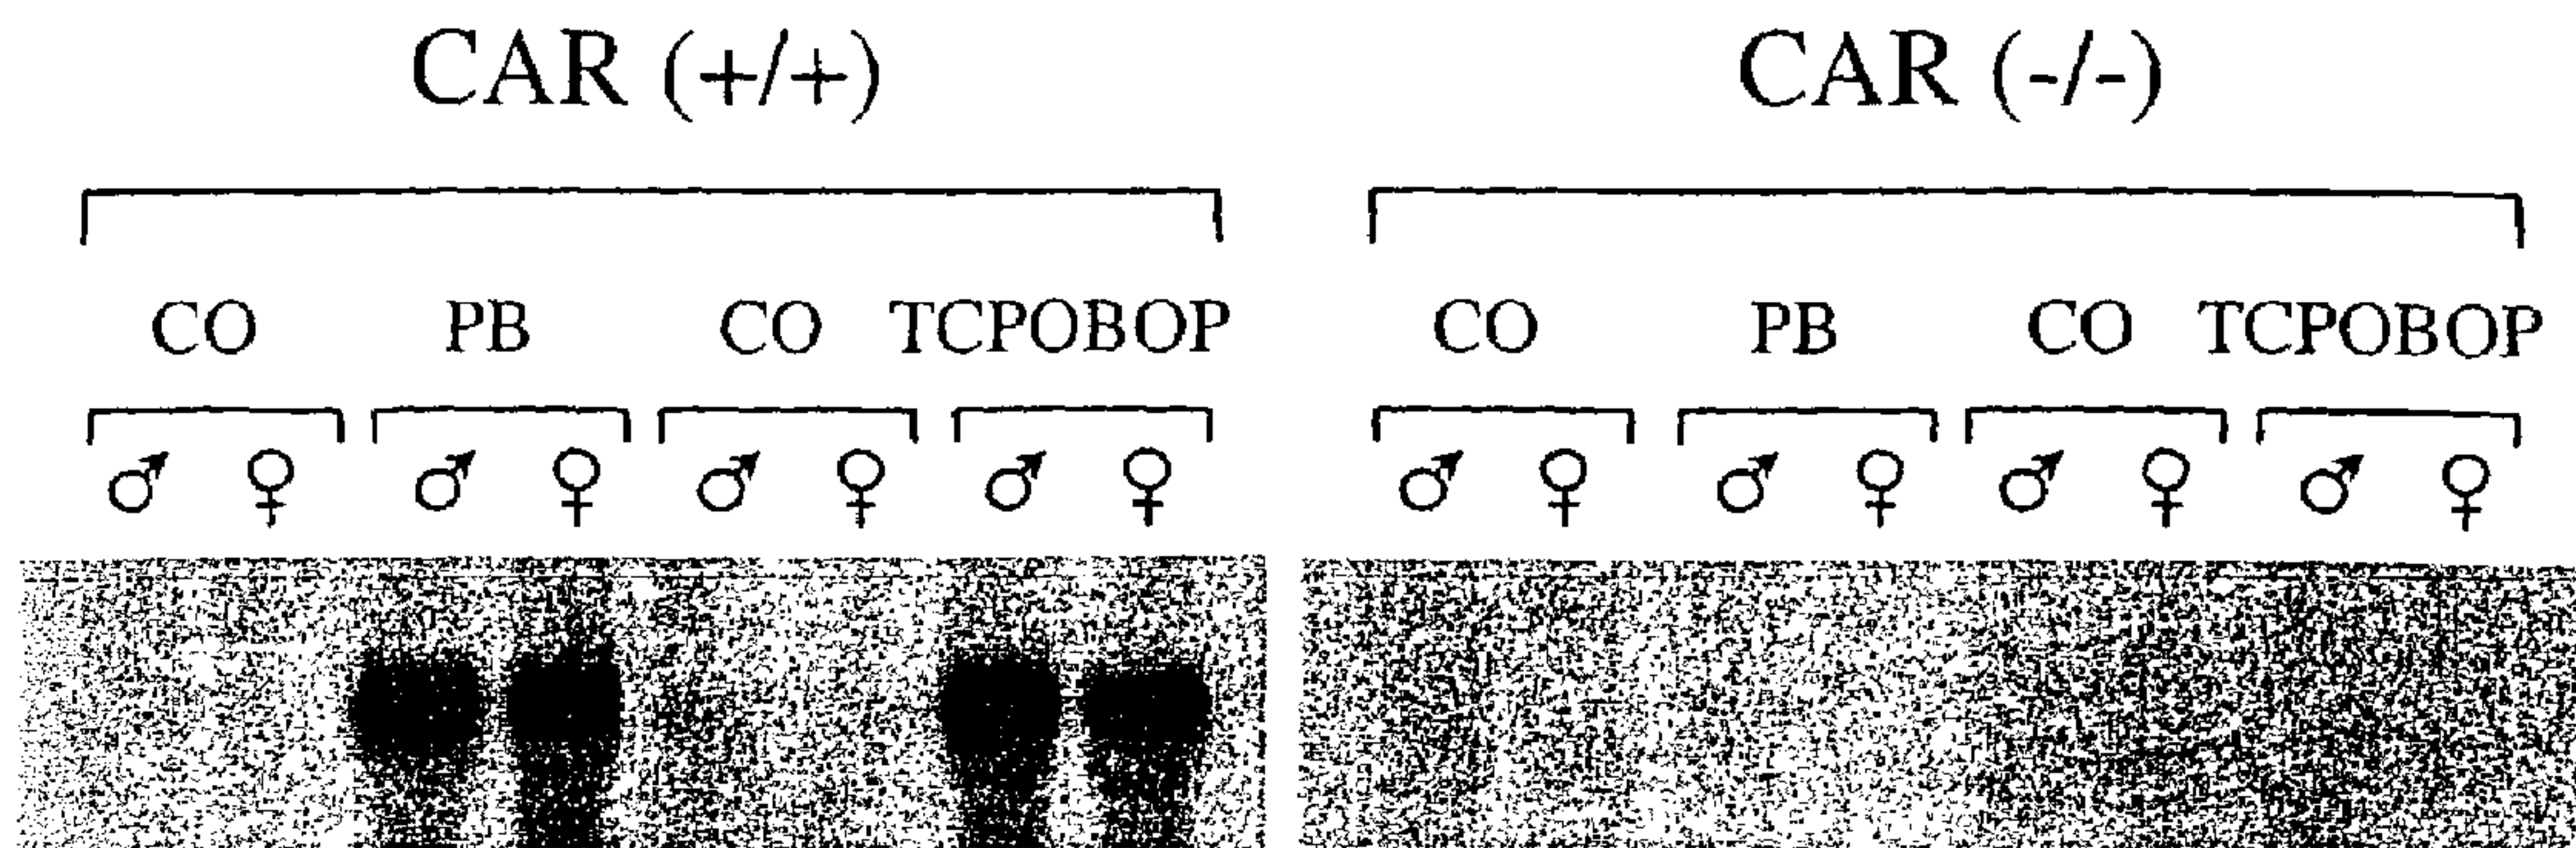 CAR (+/+) CAR (-/-)
CO PB CO TCPOBOP CO PB CO TCPOBOP
♂ ♀ ♂ ♀ ♂ ♀ ♂ ♀ ♂ ♀ ♂ ♀ ♂ ♀ ♂ ♀